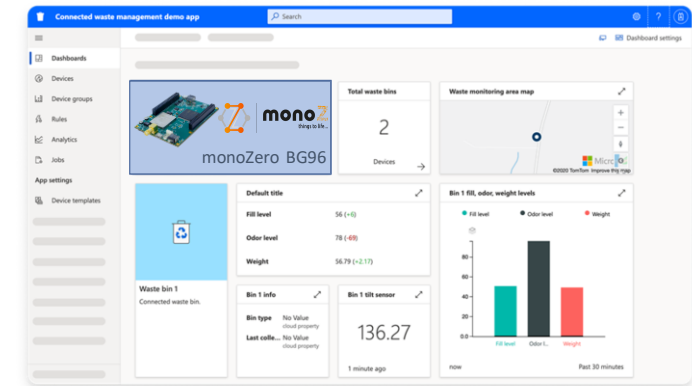 Connected waste management demo app
Search
?
Dashboard settings
Dashboards
Devices
Device groups
Rules
Analytics
Jobs
App settings
Device templates
monoZ
things to life...
monoZero BG96
Total waste bins
2
Devices
Waste monitoring area map
+
−
Micro
©2020 TomTom Improve this map
Waste bin 1
Connected waste bin.
Default title
Fill level 56 (+6)
Odor level 78 (-69)
Weight 56.79 (+2.17)
Bin 1 info
Bin type No Value
cloud property
Last colle... No Value
cloud property
Bin 1 tilt sensor
136.27
1 minute ago
Bin 1 fill, odor, weight levels
Fill level Odor level Weight
80
60
40
20
0.0
Fill level Odor l... Weight
now Past 30 minutes